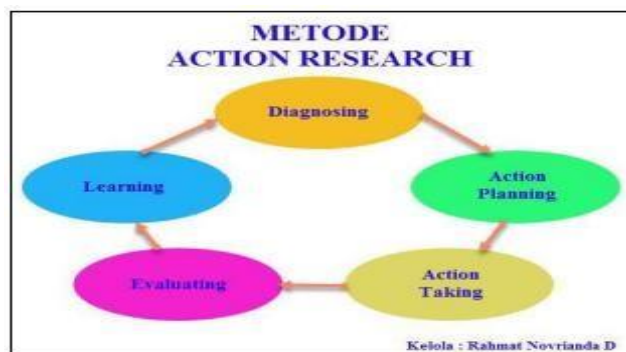 METODE
ACTION RESEARCH
Diagnosing
Learning
Action
Planning
Evaluating
Action
Taking
Kelola : Rahmat Novrianda D